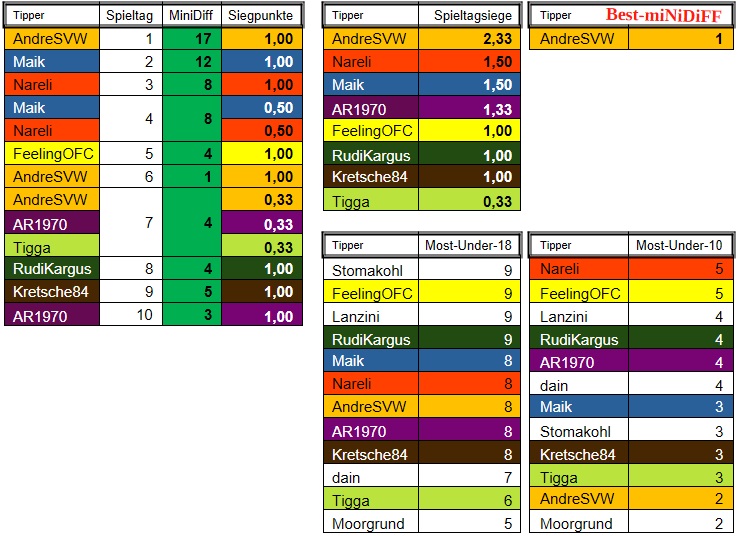 Tipper Spieltag MiniDiff Siegpunkte
AndreSVW 1 17 1,00
Maik 2 12 1,00
Nareli 3 8 1,00
Maik 4 8 0,50
Nareli 0,50
FeelingOFC 5 4 1,00
AndreSVW 6 1 1,00
AndreSVW 0,33
AR1970 7 4 0,33
Tigga 0,33
RudiKargus 8 4 1,00
Kretsche84 9 5 1,00
AR1970 10 3 1,00
Tipper Spieltagsiege
AndreSVW 2,33
Nareli 1,50
Maik 1,50
AR1970 1,33
FeelingOFC 1,00
RudiKargus 1,00
Kretsche84 1,00
Tigga 0,33
Tipper Best-miNiDiFF
AndreSVW 1
Tipper Most-Under-18
Stomakohl 9
FeelingOFC 9
Lanzini 9
RudiKargus 9
Maik 8
Nareli 8
AndreSVW 8
AR1970 8
Kretsche84 8
dain 7
Tigga 6
Moorgrund 5
Tipper Most-Under-10
Nareli 5
FeelingOFC 5
Lanzini 4
RudiKargus 4
AR1970 4
dain 4
Maik 3
Stomakohl 3
Kretsche84 3
Tigga 3
AndreSVW 2
Moorgrund 2